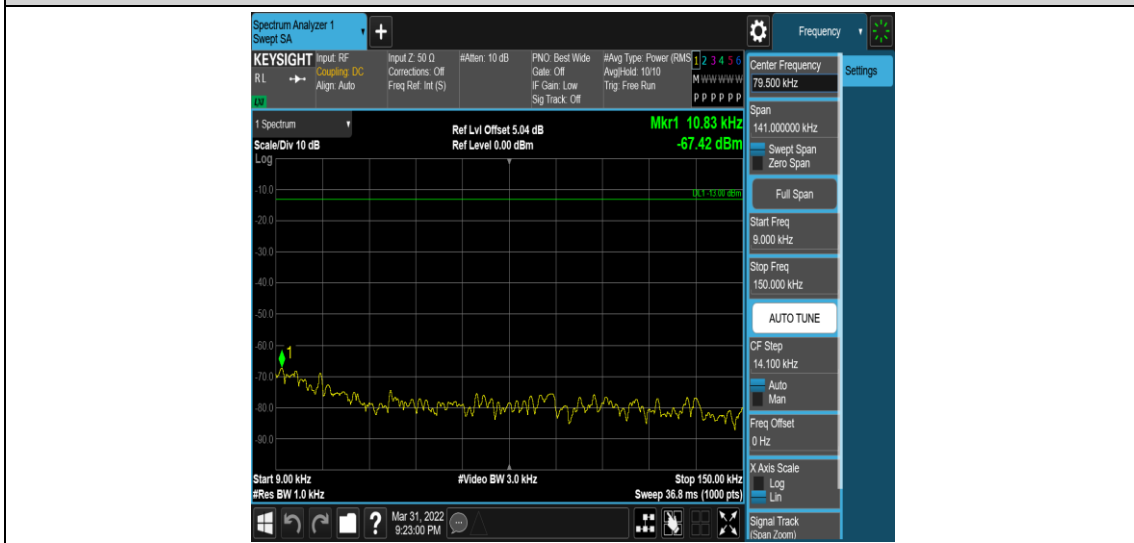 Spectrum Analyzer 1
Swept SA
+
Frequency
KEYSIGHT
RL
LXI
Input: RF
Coupling: DC
Align: Auto
Input Z: 50 Ω
Corrections: Off
Freq Ref: Int (S)
#Atten: 10 dB
PNO: Best Wide
Gate: Off
IF Gain: Low
Sig Track: Off
#Avg Type: Power (RMS
Avg|Hold: 10/10
Trig: Free Run
1 2 3 4 5 6
M W W W W W
P P P P P P
Center Frequency
79.500 kHz
Settings
Span
141.000000 kHz
Swept Span
Zero Span
Full Span
Start Freq
9.000 kHz
Stop Freq
150.000 kHz
AUTO TUNE
CF Step
14.100 kHz
Auto
Man
Freq Offset
0 Hz
X Axis Scale
Log
Lin
Signal Track
(Span Zoom)
1 Spectrum
Scale/Div 10 dB
Log
Ref Lvl Offset 5.04 dB
Ref Level 0.00 dBm
Mkr1 10.83 kHz
-67.42 dBm
DL1 -13.00 dBm
-10.0
-20.0
-30.0
-40.0
-50.0
-60.0
1
-70.0
-80.0
-90.0
Start 9.00 kHz
#Res BW 1.0 kHz
#Video BW 3.0 kHz
Stop 150.00 kHz
Sweep 36.8 ms (1000 pts)
?
Mar 31, 2022
9:23:00 PM